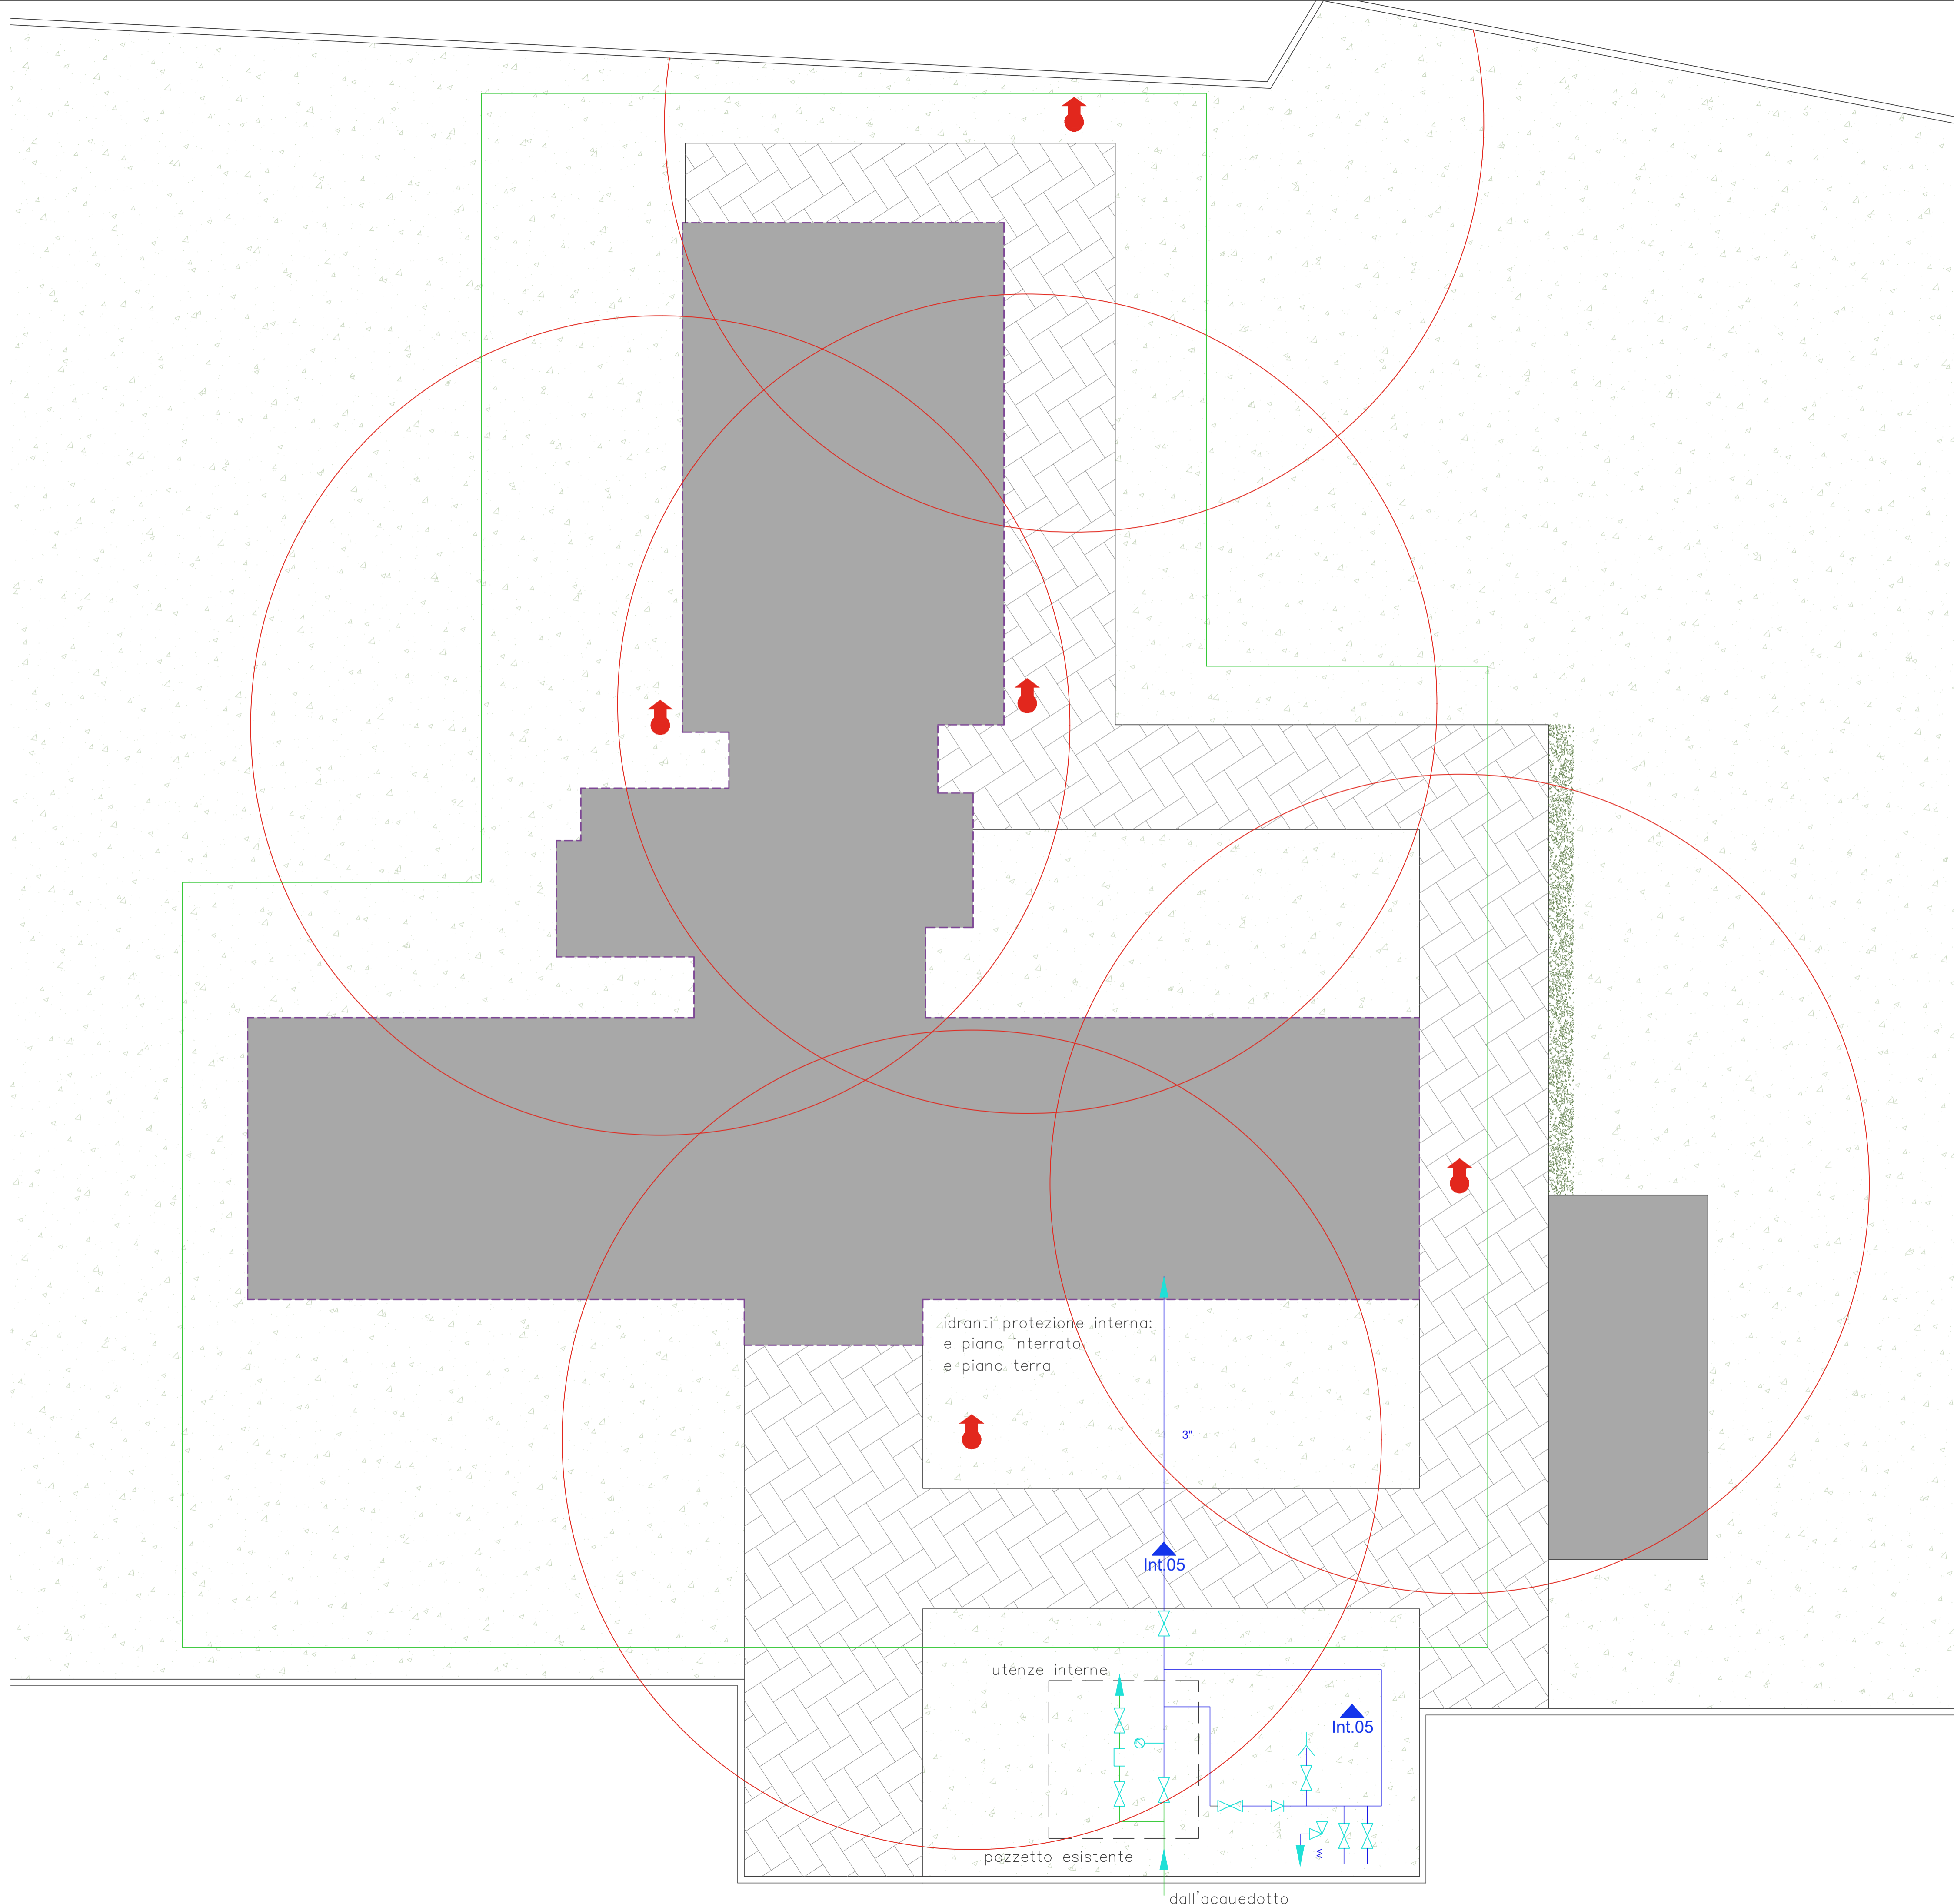 idranti protezione interna:
e piano interrato
e piano terra
3"
Int.05
utenze interne
Int.05
pozzetto esistente
dall'acquedotto